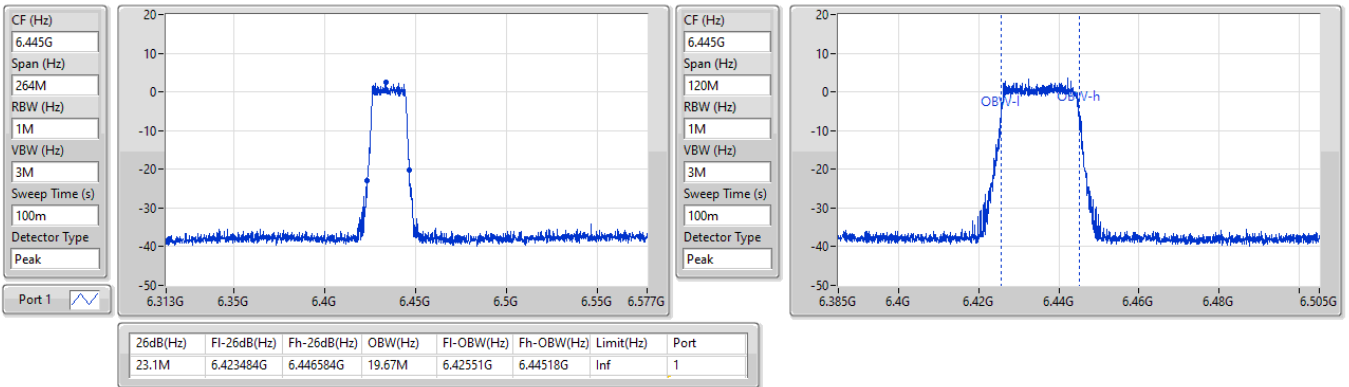 CF (Hz)
6.445G
Span (Hz)
264M
RBW (Hz)
1M
VBW (Hz)
3M
Sweep Time (s)
100m
Detector Type
Peak
Port 1
20
10
0
-10
-20
-30
-40
-50
6.313G 6.35G 6.4G 6.45G 6.5G 6.55G 6.577G
CF (Hz)
6.445G
Span (Hz)
120M
RBW (Hz)
1M
VBW (Hz)
3M
Sweep Time (s)
100m
Detector Type
Peak
20
10
0
-10
-20
-30
-40
-50
OBW-l OBW-h
6.385G 6.4G 6.42G 6.44G 6.46G 6.48G 6.505G
26dB(Hz) Fl-26dB(Hz) Fh-26dB(Hz) OBW(Hz) Fl-OBW(Hz) Fh-OBW(Hz) Limit(Hz) Port
23.1M 6.423484G 6.446584G 19.67M 6.42551G 6.44518G Inf 1